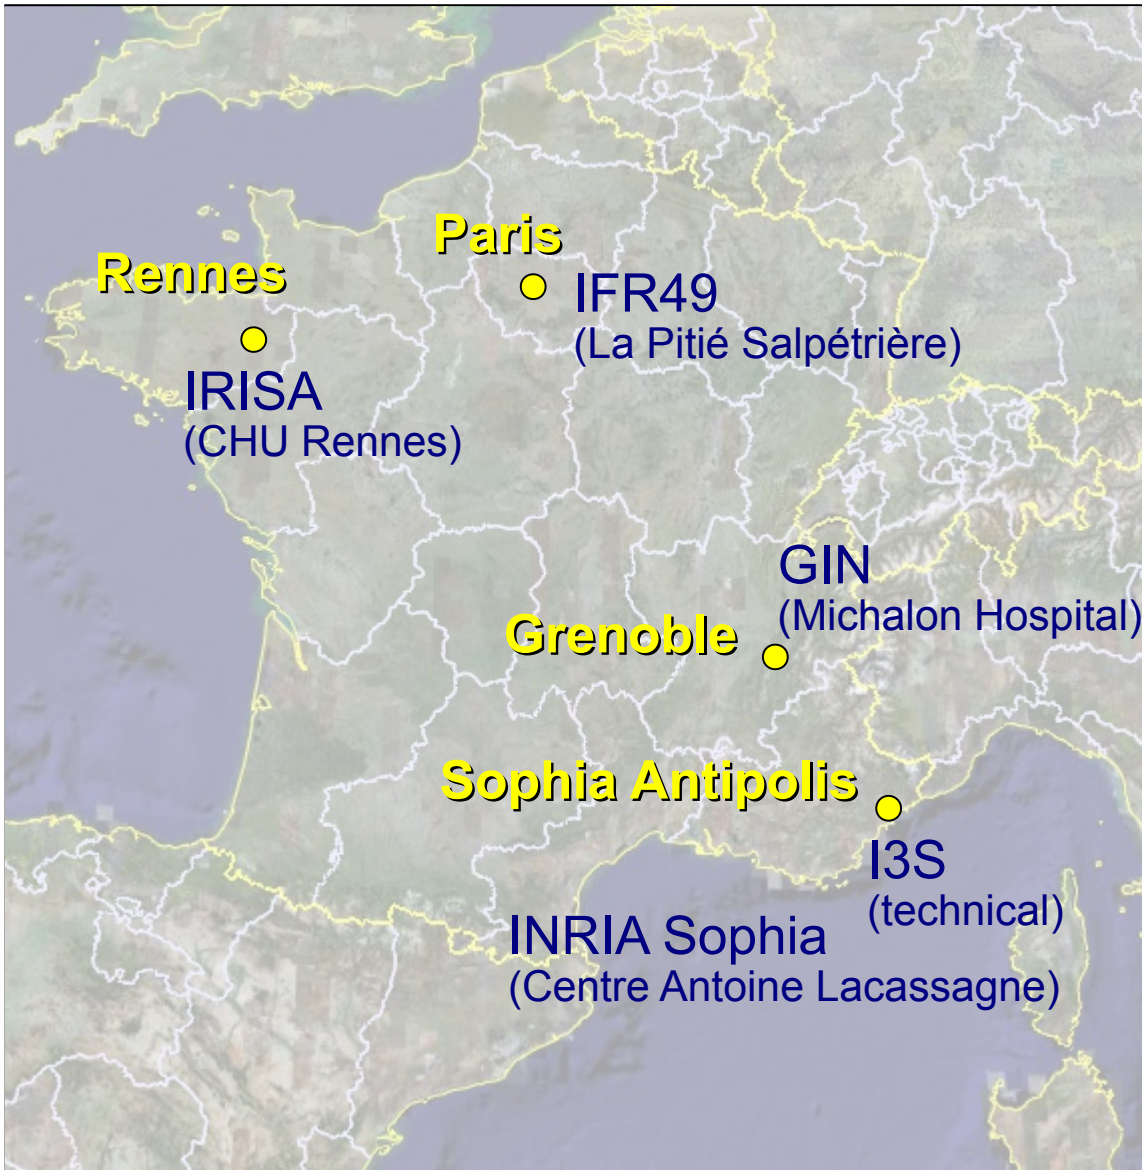 Paris
Rennes
IFR49
(La Pitié Salpétrière)
IRISA
(CHU Rennes)
GIN
(Michalon Hospital)
Grenoble
Sophia Antipolis
I3S
(technical)
INRIA Sophia
(Centre Antoine Lacassagne)